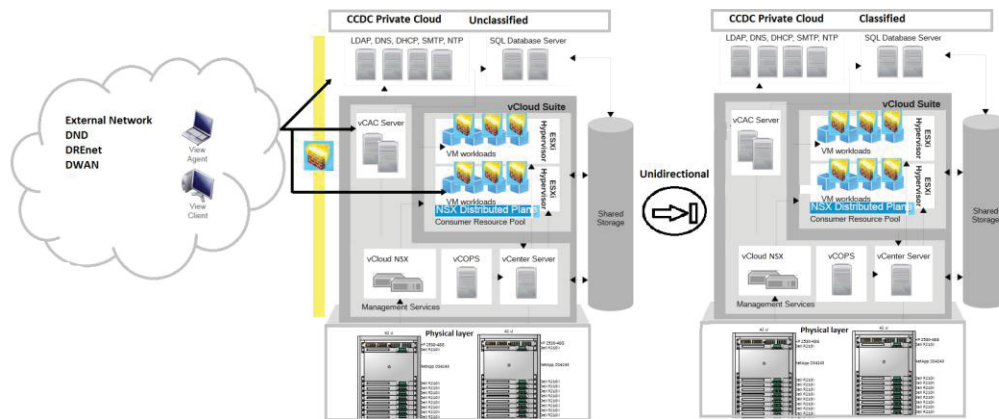 CCDC Private Cloud Unclassified
LDAP, DNS, DHCP, SMTP, NTP
SQL Database Server
External Network
DND
DREnet
DWAN
View
Agent
View
Client
vCloud Suite
vCAC Server
VM workloads
ESXi
Hypervisor
VM workloads
ESXi
Hypervisor
NSX Distributed Plane
Consumer Resource Pool
Shared
Storage
vCloud NSX
vCOPS
vCenter Server
Management Services
Physical layer
Unidirectional
CCDC Private Cloud Classified
LDAP, DNS, DHCP, SMTP, NTP
SQL Database Server
vCloud Suite
vCAC Server
VM workloads
ESXi
Hypervisor
VM workloads
ESXi
Hypervisor
NSX Distributed Plane
Consumer Resource Pool
Shared
Storage
vCloud NSX
vCOPS
vCenter Server
Management Services
Physical layer